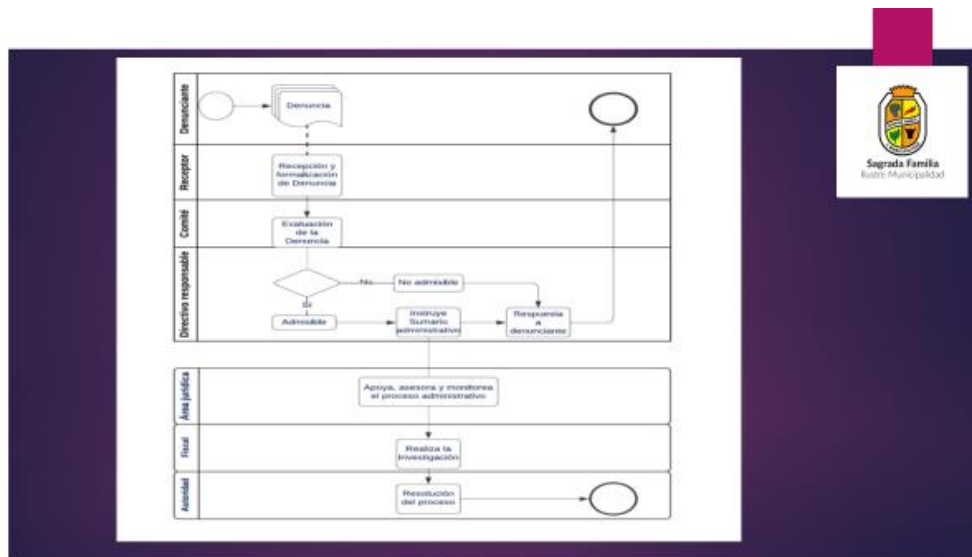 Denunciante
Denuncia
Receptor
Recepción y
formalización
de Denuncia
Comité
Evaluación
de la
Denuncia
Directivo responsable
No
No admisible
Si
Admisible
Instruye
Sumario
administrativo
Respuesta
a
denunciante
Área jurídica
Apoya, asesora y monitorea
el proceso administrativo
Fiscal
Realiza la
Investigación
Autoridad
Resolución
del proceso
Sagrada Familia
Ilustre Municipalidad